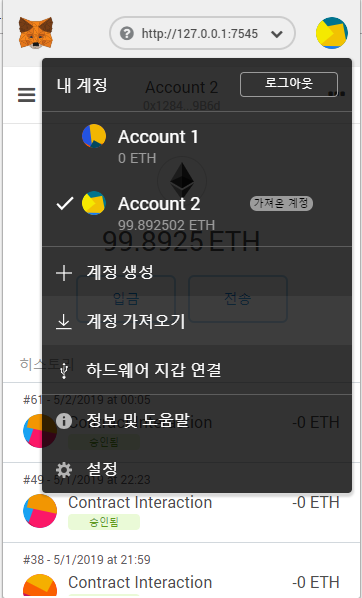 http://127.0.0.1:7545
내 계정
로그아웃
Account 2
0x1284...9B6d
Account 1
0 ETH
Account 2
99.892502 ETH
가져온 계정
99.8925 ETH
계정 생성
입금
전송
계정 가져오기
히스토리
하드웨어 지갑 연결
#61 - 5/2/2019 at 00:05
정보 및 도움말
Contract Interaction
-0 ETH
승인됨
설정
#49 - 5/1/2019 at 22:23
Contract Interaction
-0 ETH
승인됨
#38 - 5/1/2019 at 21:59
Contract Interaction
-0 ETH